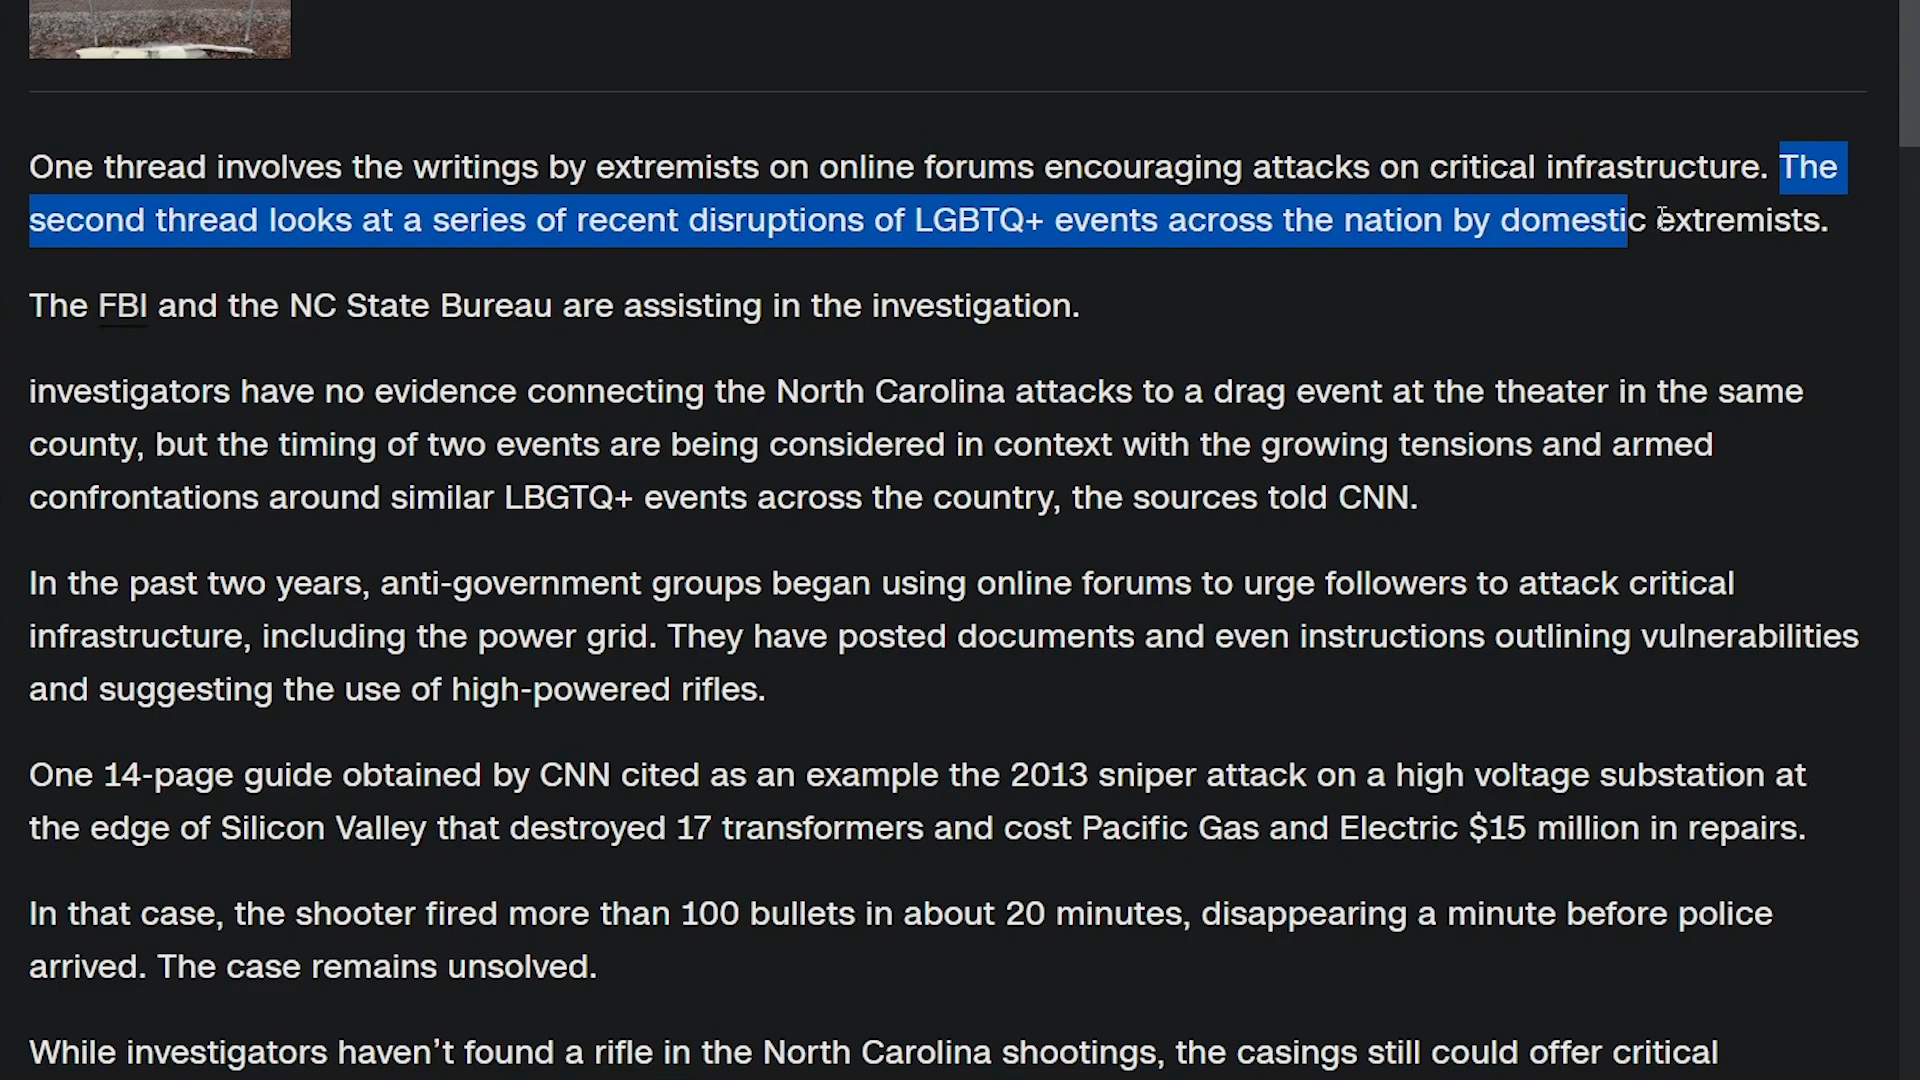 One thread involves the writings by extremists on online forums encouraging attacks on critical infrastructure. The
second thread looks at a series of recent disruptions of LGBTQ+ events across the nation by domestic extremists.
The FBI and the NC State Bureau are assisting in the investigation.
investigators have no evidence connecting the North Carolina attacks to a drag event at the theater in the same
county, but the timing of two events are being considered in context with the growing tensions and armed
confrontations around similar LBGTQ+ events across the country, the sources told CNN.
In the past two years, anti-government groups began using online forums to urge followers to attack critical
infrastructure, including the power grid. They have posted documents and even instructions outlining vulnerabilities
and suggesting the use of high-powered rifles.
One 14-page guide obtained by CNN cited as an example the 2013 sniper attack on a high voltage substation at
the edge of Silicon Valley that destroyed 17 transformers and cost Pacific Gas and Electric $15 million in repairs.
In that case, the shooter fired more than 100 bullets in about 20 minutes, disappearing a minute before police
arrived. The case remains unsolved.
While investigators haven’t found a rifle in the North Carolina shootings, the casings still could offer critical